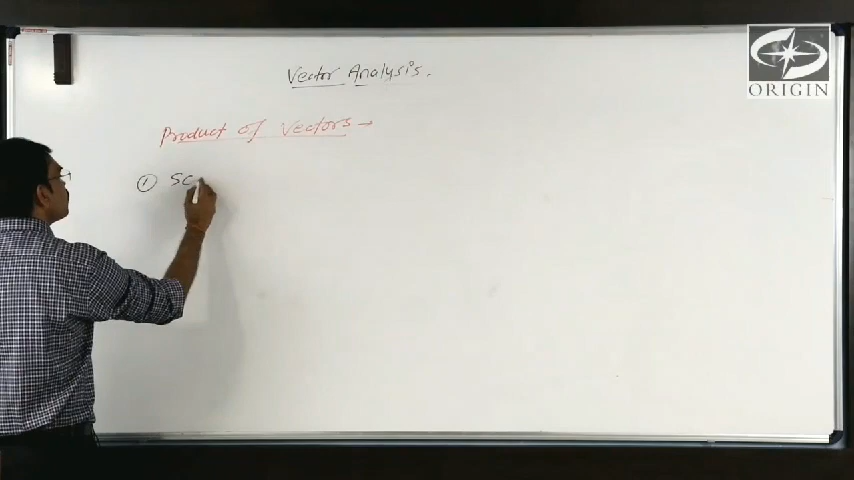 Vector Analysis.
Product of Vectors →
① Sc
ORIGIN